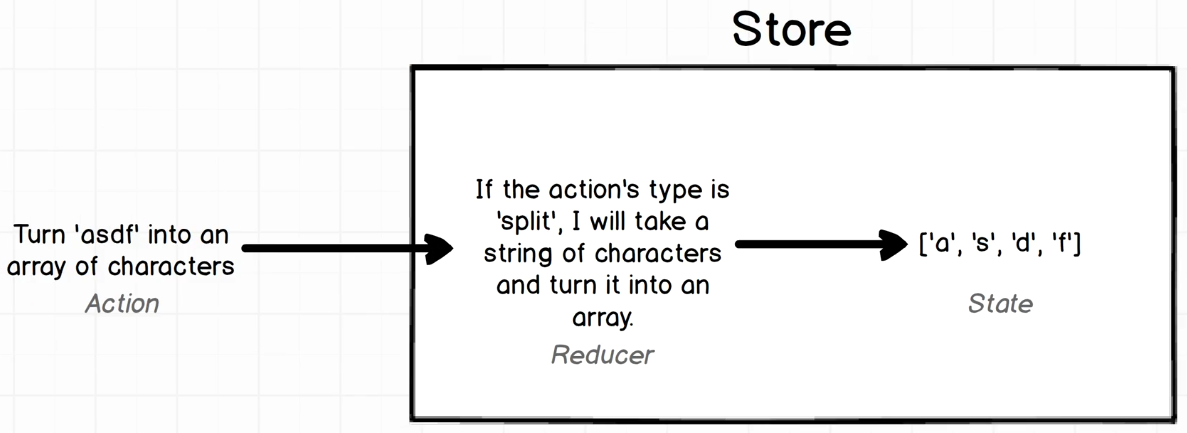 Store
Turn 'asdf' into an
array of characters
Action
If the action's type is
'split', I will take a
string of characters
and turn it into an
array.
Reducer
['a', 's', 'd', 'f']
State